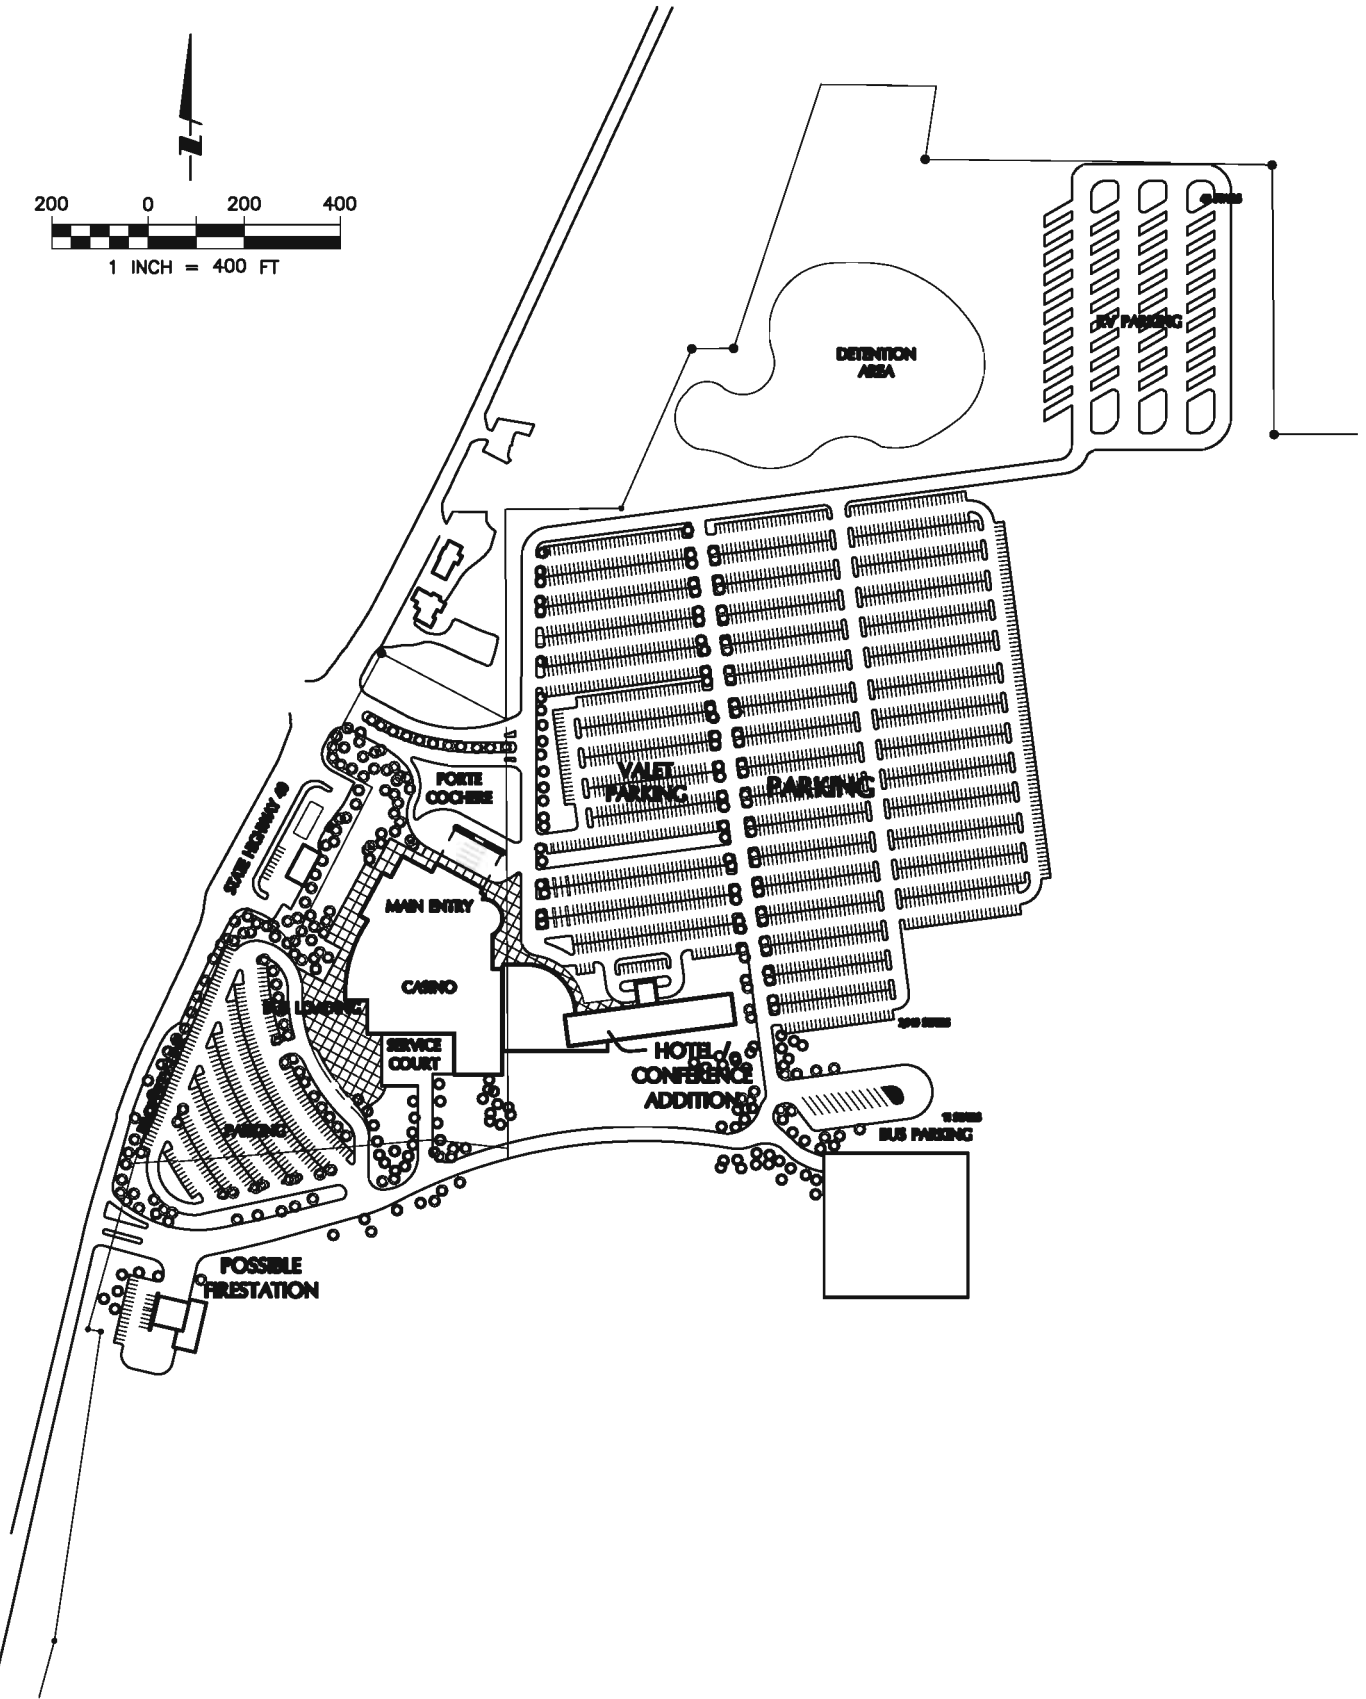 N
200 0 200 400
1 INCH = 400 FT
RV PARKING
DETENTION
AREA
VALET
PARKING
PARKING
PORTE
COCHERE
STATE HIGHWAY 49
MAIN ENTRY
CASINO
BUS LOADING
SERVICE
COURT
HOTEL/
CONFERENCE
ADDITION
BUS PARKING
PARKING
POSSIBLE
FIRESTATION